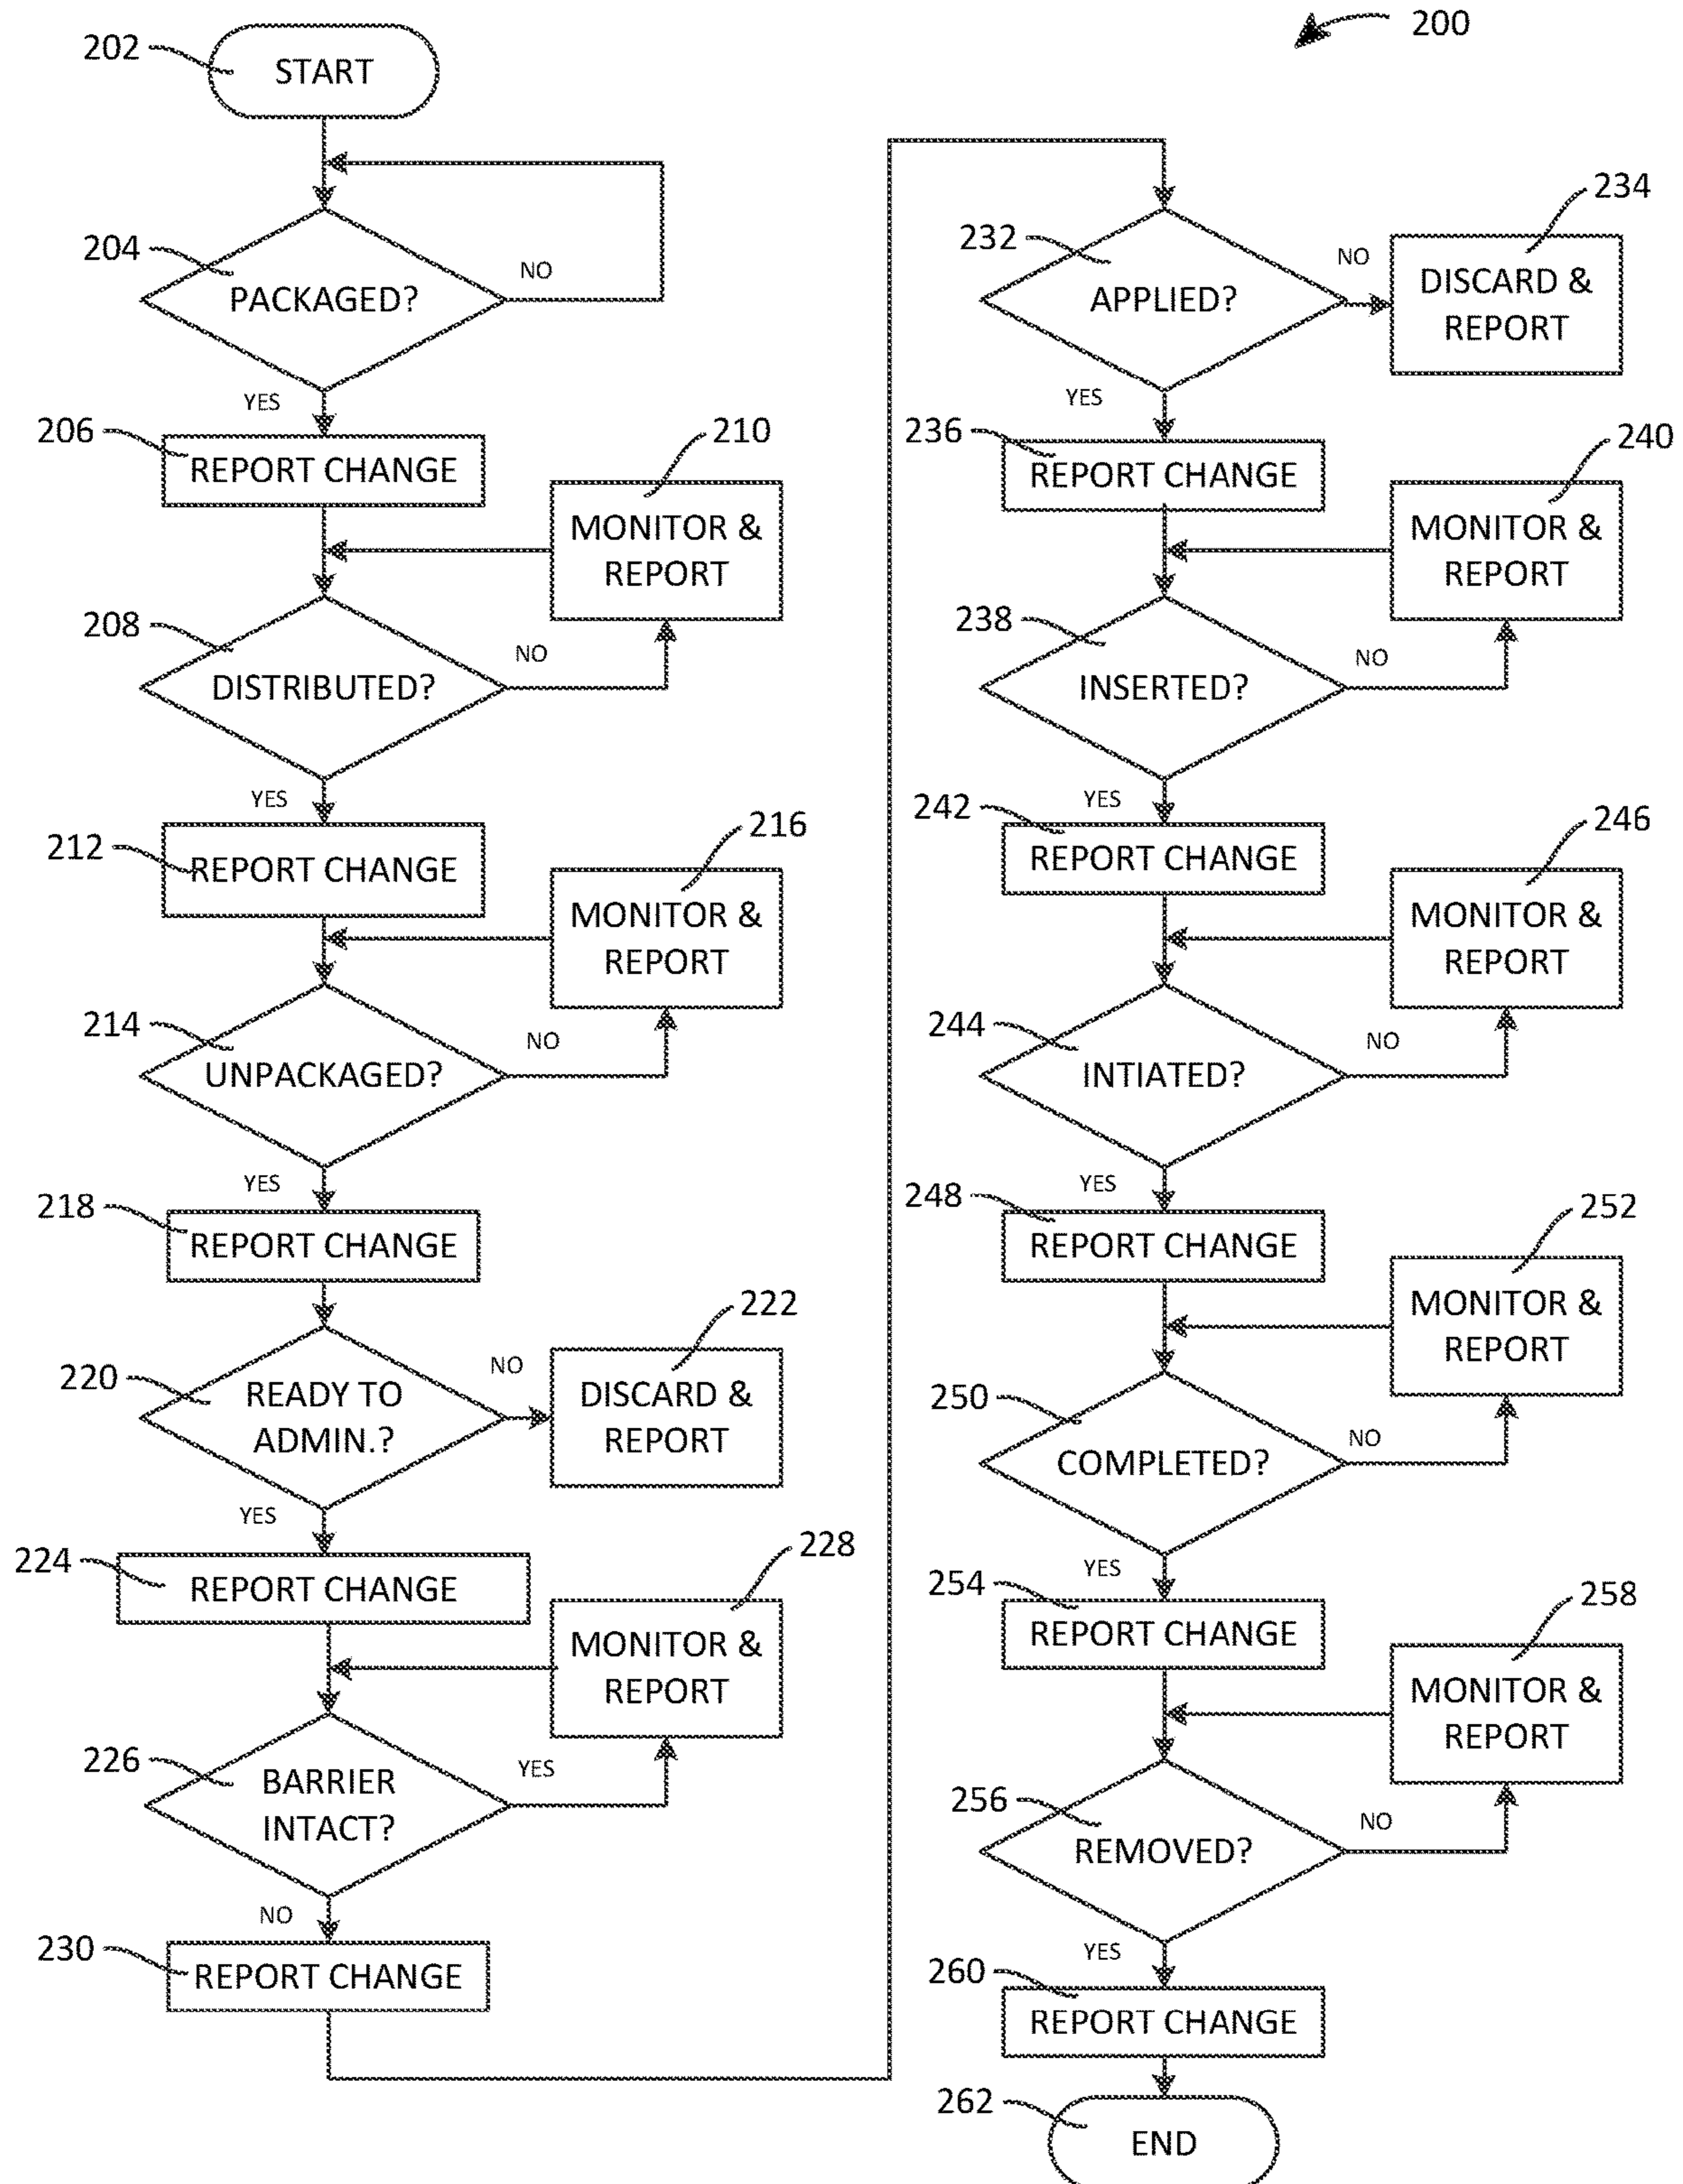 200
202
START
204
PACKAGED?
NO
YES
206
REPORT CHANGE
210
MONITOR &
REPORT
208
DISTRIBUTED?
NO
YES
212
REPORT CHANGE
216
MONITOR &
REPORT
214
UNPACKAGED?
NO
YES
218
REPORT CHANGE
220
READY TO
ADMIN.?
NO
222
DISCARD &
REPORT
YES
224
REPORT CHANGE
228
MONITOR &
REPORT
226
BARRIER
INTACT?
YES
NO
230
REPORT CHANGE
232
APPLIED?
NO
234
DISCARD &
REPORT
YES
236
REPORT CHANGE
240
MONITOR &
REPORT
238
INSERTED?
NO
YES
242
REPORT CHANGE
246
MONITOR &
REPORT
244
INTIATED?
NO
YES
248
REPORT CHANGE
252
MONITOR &
REPORT
250
COMPLETED?
NO
YES
254
REPORT CHANGE
258
MONITOR &
REPORT
256
REMOVED?
NO
YES
260
REPORT CHANGE
262
END